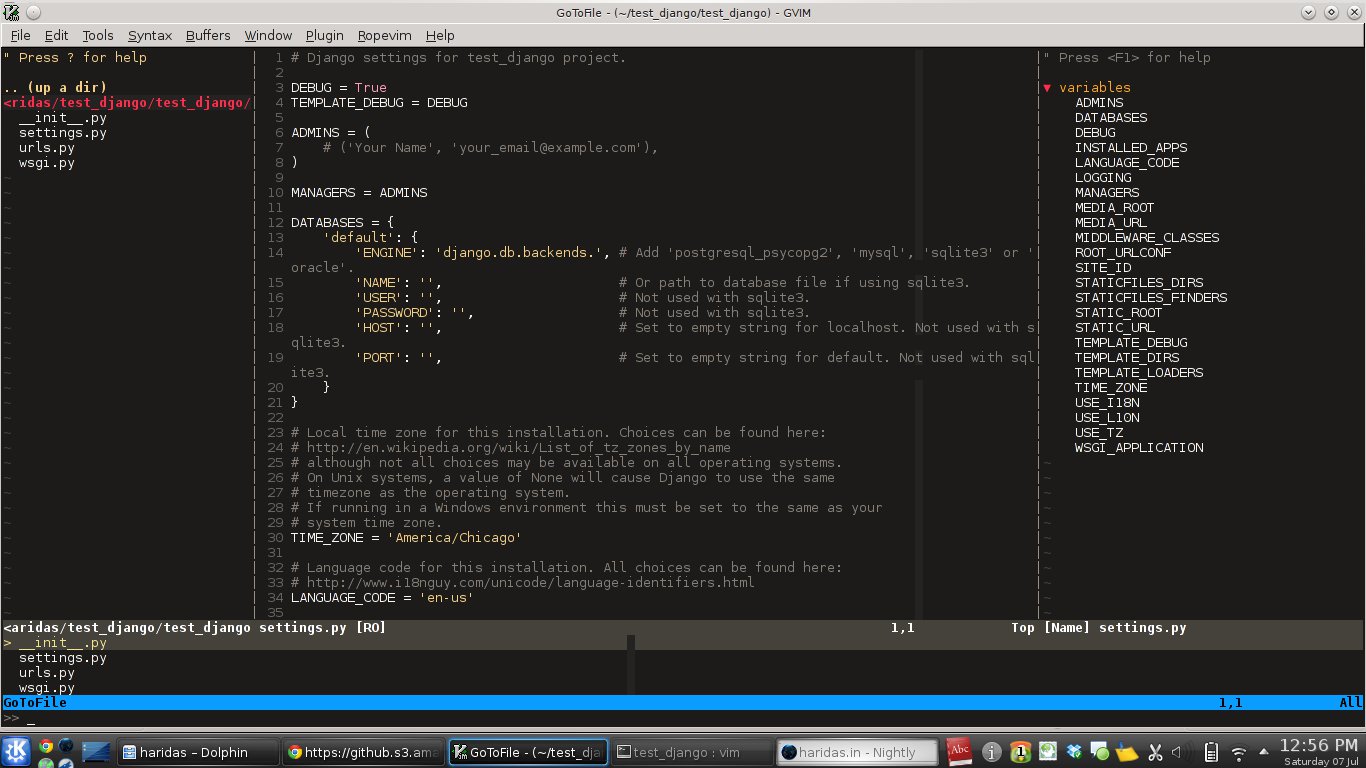 GoToFile - (~/test_django/test_django) - GVIM
File Edit Tools Syntax Buffers Window Plugin Ropevim Help
" Press ? for help
.. (up a dir)
<ridas/test_django/test_django/
__init__.py
settings.py
urls.py
wsgi.py
1 # Django settings for test_django project.
2
3 DEBUG = True
4 TEMPLATE_DEBUG = DEBUG
5
6 ADMINS = (
7     # ('Your Name', 'your_email@example.com'),
8 )
9
10 MANAGERS = ADMINS
11
12 DATABASES = {
13     'default': {
14         'ENGINE': 'django.db.backends.', # Add 'postgresql_psycopg2', 'mysql', 'sqlite3' or '
oracle'.
15         'NAME': '',                      # Or path to database file if using sqlite3.
16         'USER': '',                      # Not used with sqlite3.
17         'PASSWORD': '',                  # Not used with sqlite3.
18         'HOST': '',                      # Set to empty string for localhost. Not used with s
qlite3.
19         'PORT': '',                      # Set to empty string for default. Not used with sql
ite3.
20     }
21 }
22
23 # Local time zone for this installation. Choices can be found here:
24 # http://en.wikipedia.org/wiki/List_of_tz_zones_by_name
25 # although not all choices may be available on all operating systems.
26 # On Unix systems, a value of None will cause Django to use the same
27 # timezone as the operating system.
28 # If running in a Windows environment this must be set to the same as your
29 # system time zone.
30 TIME_ZONE = 'America/Chicago'
31
32 # Language code for this installation. All choices can be found here:
33 # http://www.i18nguy.com/unicode/language-identifiers.html
34 LANGUAGE_CODE = 'en-us'
35
" Press <F1> for help
▼ variables
ADMINS
DATABASES
DEBUG
INSTALLED_APPS
LANGUAGE_CODE
LOGGING
MANAGERS
MEDIA_ROOT
MEDIA_URL
MIDDLEWARE_CLASSES
ROOT_URLCONF
SITE_ID
STATICFILES_DIRS
STATICFILES_FINDERS
STATIC_ROOT
STATIC_URL
TEMPLATE_DEBUG
TEMPLATE_DIRS
TEMPLATE_LOADERS
TIME_ZONE
USE_I18N
USE_L10N
USE_TZ
WSGI_APPLICATION
<aridas/test_django/test_django settings.py [RO] 1,1 Top [Name] settings.py
> __init__.py
settings.py
urls.py
wsgi.py
GoToFile 1,1 All
>> _
haridas – Dolphin
https://github.s3.ama
GoToFile - (~/test_dja
test_django : vim
haridas.in - Nightly
Abc
12:56 PM
Saturday 07 Jul